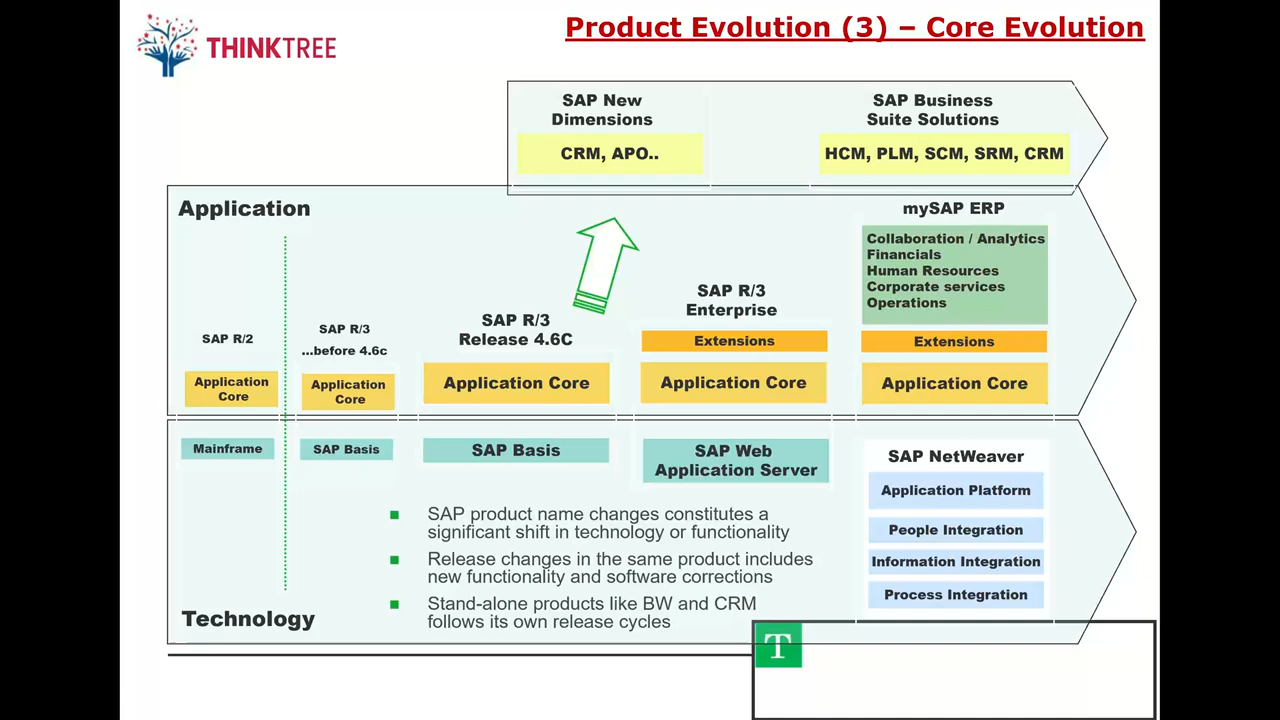 THINKTREE
Product Evolution (3) – Core Evolution
SAP New
Dimensions
CRM, APO..
SAP Business
Suite Solutions
HCM, PLM, SCM, SRM, CRM
Application
mySAP ERP
Collaboration / Analytics
Financials
Human Resources
Corporate services
Operations
SAP R/2
SAP R/3
...before 4.6c
SAP R/3
Release 4.6C
SAP R/3
Enterprise
Extensions
Extensions
Application
Core
Application
Core
Application Core
Application Core
Application Core
Mainframe
SAP Basis
SAP Basis
SAP Web
Application Server
SAP NetWeaver
Application Platform
People Integration
Information Integration
Process Integration
SAP product name changes constitutes a
significant shift in technology or functionality
Release changes in the same product includes
new functionality and software corrections
Stand-alone products like BW and CRM
follows its own release cycles
Technology
T